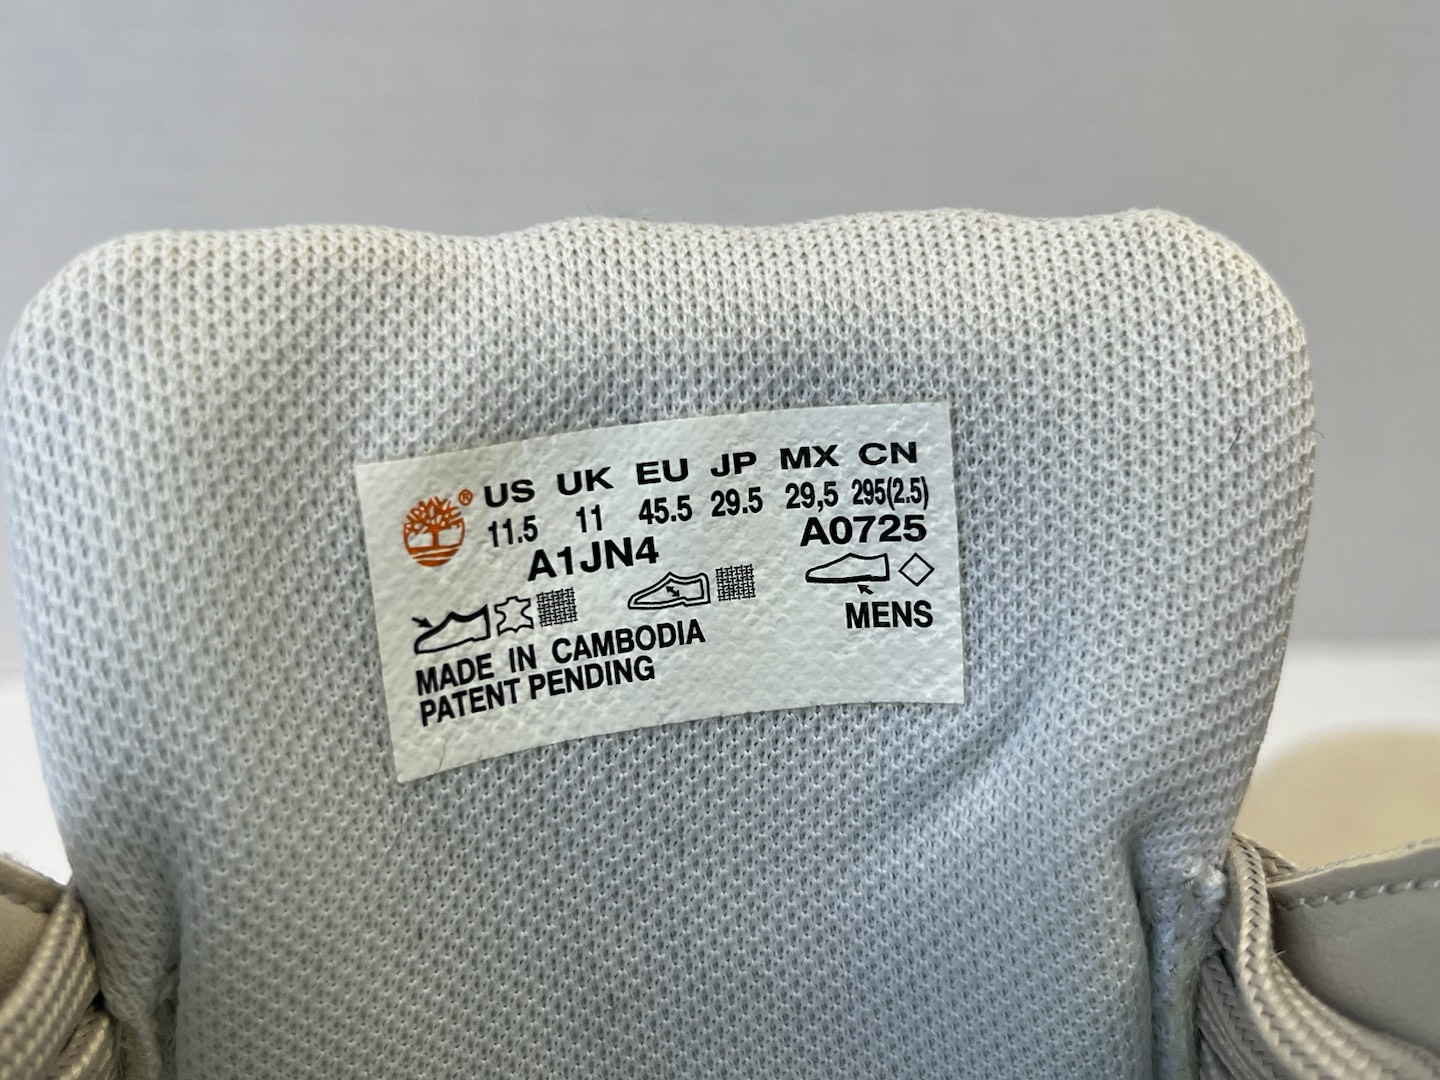 ® US UK EU JP MX CN
11.5 11 45.5 29.5 29,5 295(2.5)
A1JN4 A0725
MENS
MADE IN CAMBODIA
PATENT PENDING